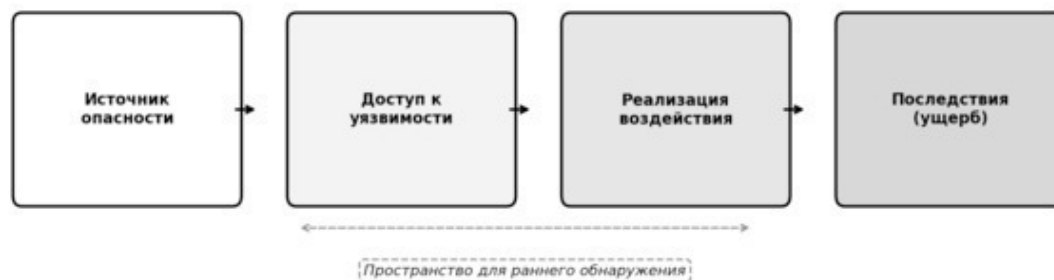 Источник
опасности
Доступ к
уязвимости
Реализация
воздействия
Последствия
(ущерб)
Пространство для раннего обнаружения